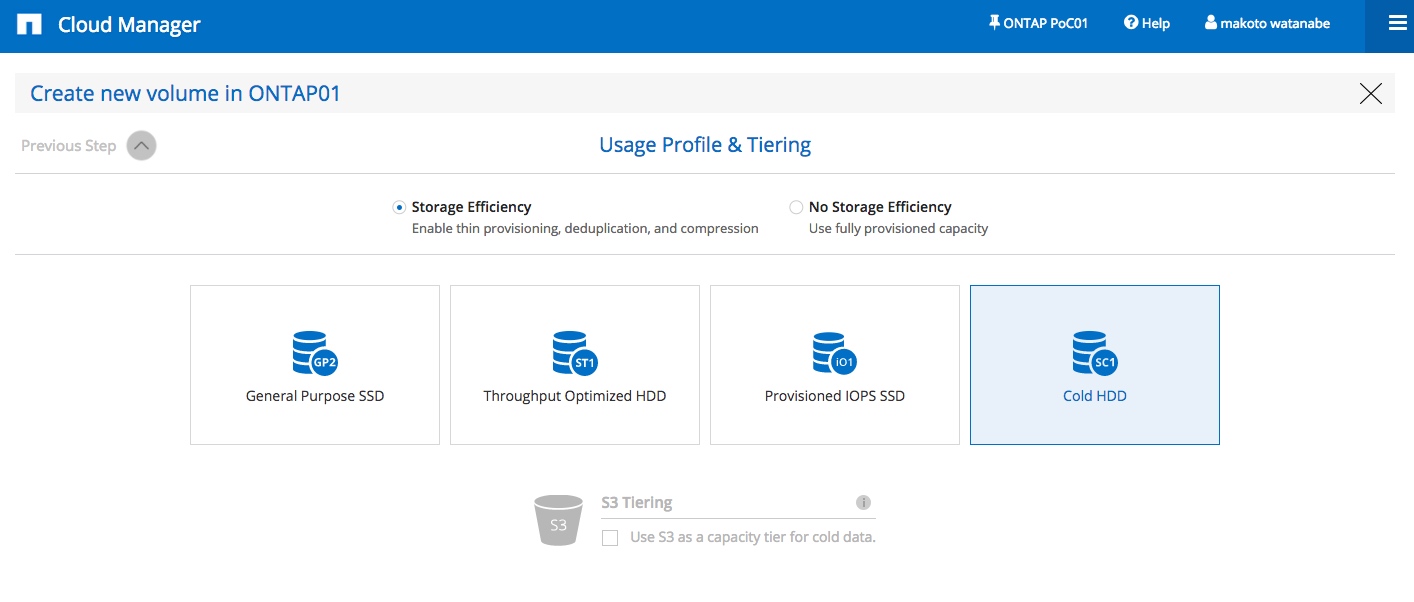 Cloud Manager
ONTAP PoC01
Help
makoto watanabe
Create new volume in ONTAP01
Previous Step
Usage Profile & Tiering
Storage Efficiency
Enable thin provisioning, deduplication, and compression
No Storage Efficiency
Use fully provisioned capacity
GP2
General Purpose SSD
ST1
Throughput Optimized HDD
iO1
Provisioned IOPS SSD
SC1
Cold HDD
S3
S3 Tiering
Use S3 as a capacity tier for cold data.